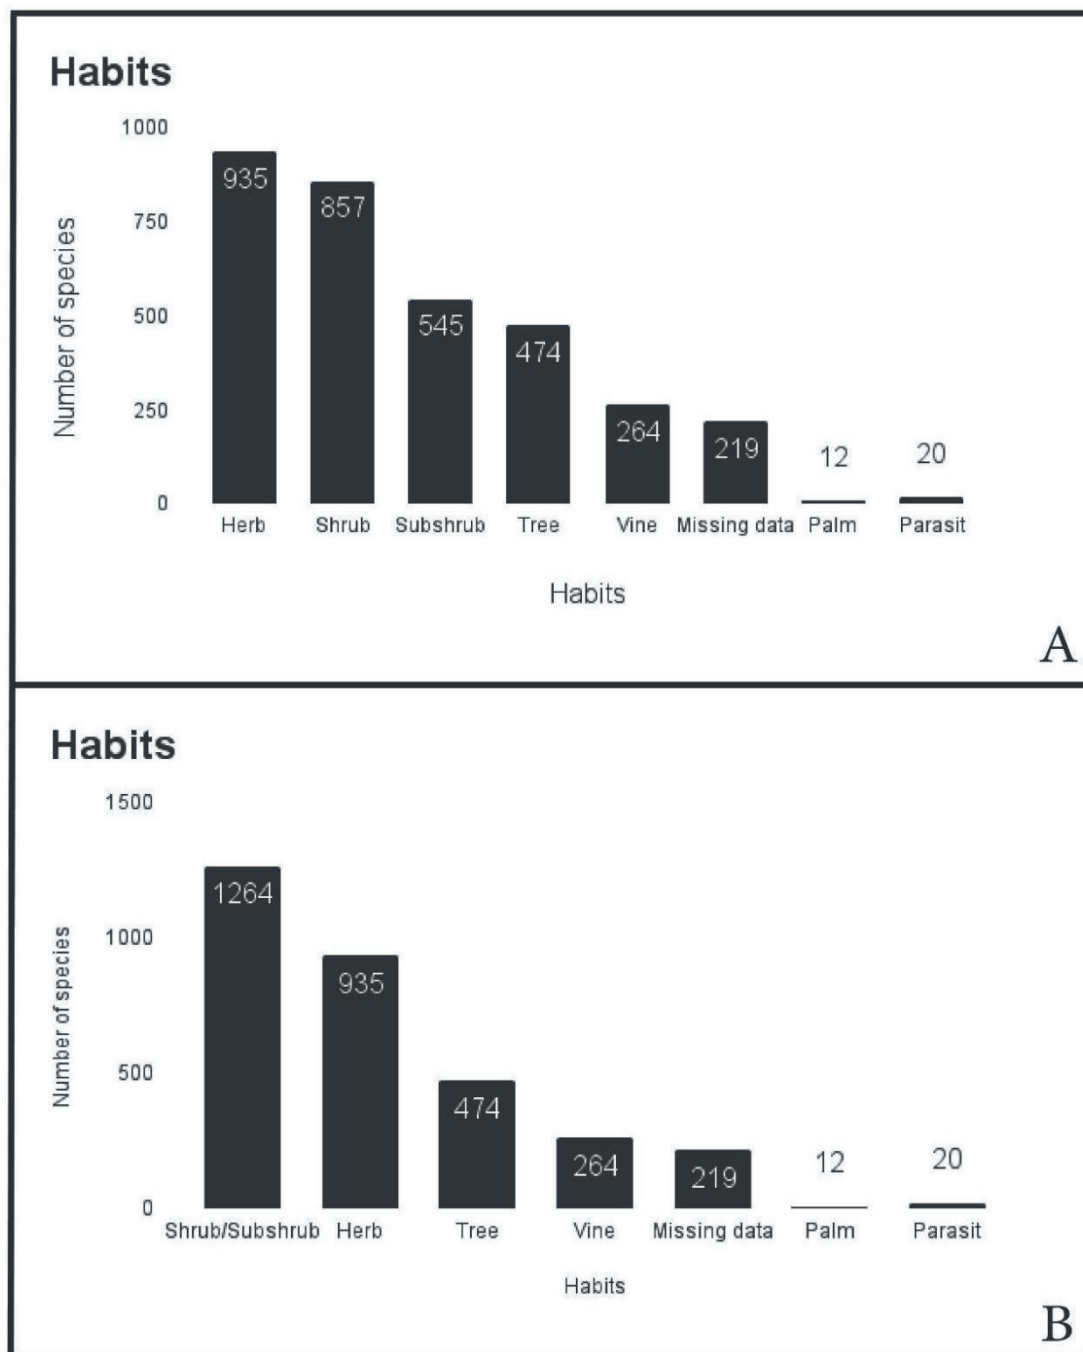 Habits
1000
750
500
250
0
Number of species
935
857
545
474
264
219
12
20
Herb Shrub Subshrub Tree Vine Missing data Palm Parasit
Habits
A
Habits
1500
1000
500
0
Number of species
1264
935
474
264
219
12
20
Shrub/Subshrub Herb Tree Vine Missing data Palm Parasit
Habits
B